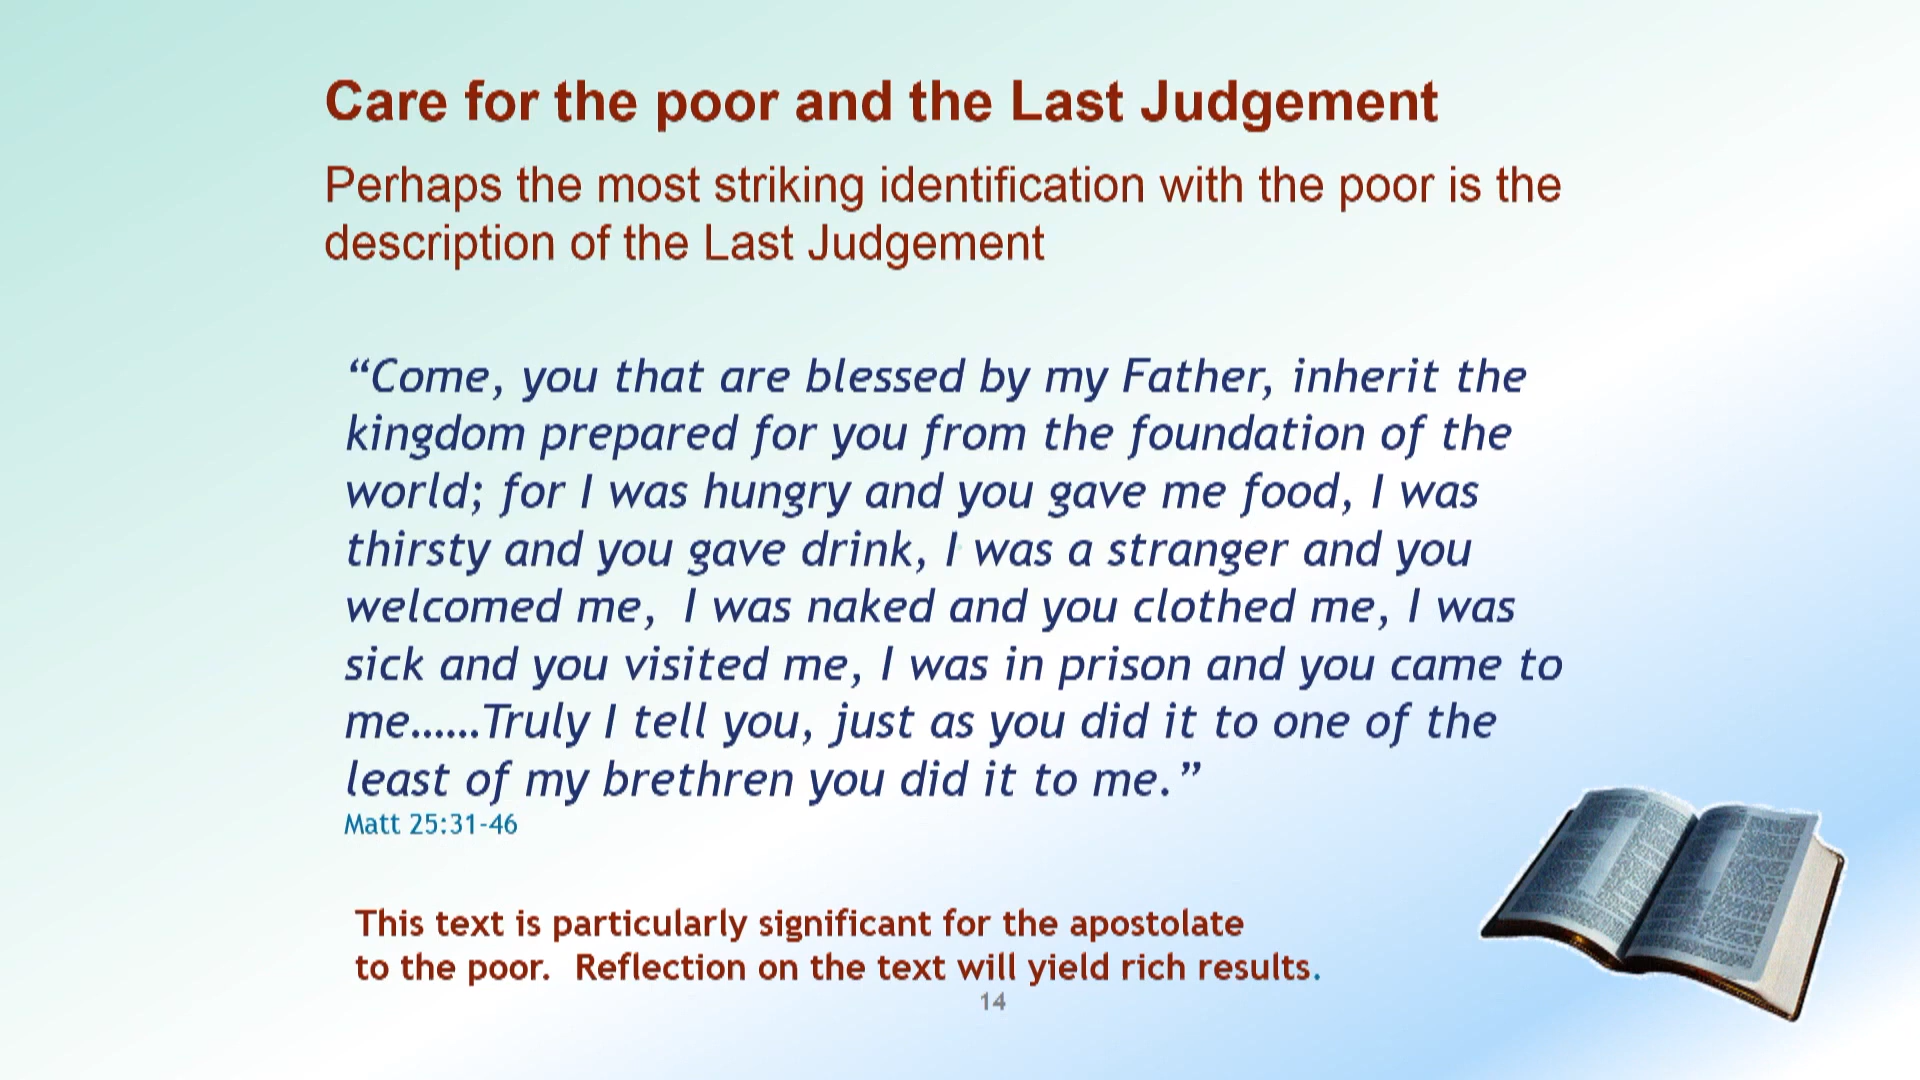 Care for the poor and the Last Judgement
Perhaps the most striking identification with the poor is the
description of the Last Judgement
“Come, you that are blessed by my Father, inherit the
kingdom prepared for you from the foundation of the
world; for I was hungry and you gave me food, I was
thirsty and you gave drink, I was a stranger and you
welcomed me,  I was naked and you clothed me, I was
sick and you visited me, I was in prison and you came to
me……Truly I tell you, just as you did it to one of the
least of my brethren you did it to me.”
Matt 25:31-46
This text is particularly significant for the apostolate
to the poor.  Reflection on the text will yield rich results.
14